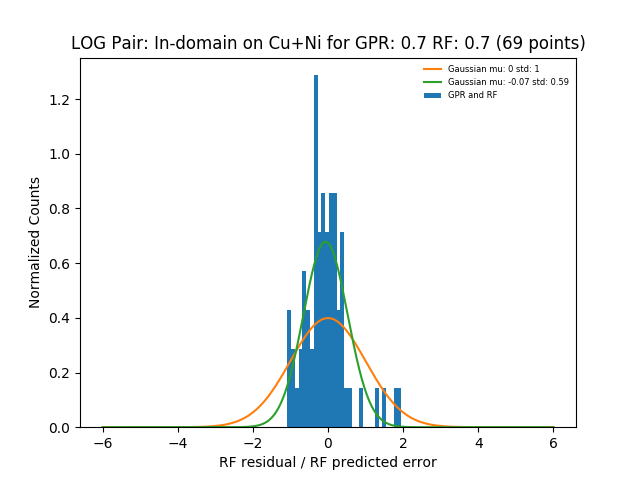 LOG Pair: In-domain on Cu+Ni for GPR: 0.7 RF: 0.7 (69 points)
Gaussian mu: 0 std: 1
Gaussian mu: -0.07 std: 0.59
GPR and RF
Normalized Counts
1.2
1.0
0.8
0.6
0.4
0.2
0.0
−6 −4 −2 0 2 4 6
RF residual / RF predicted error